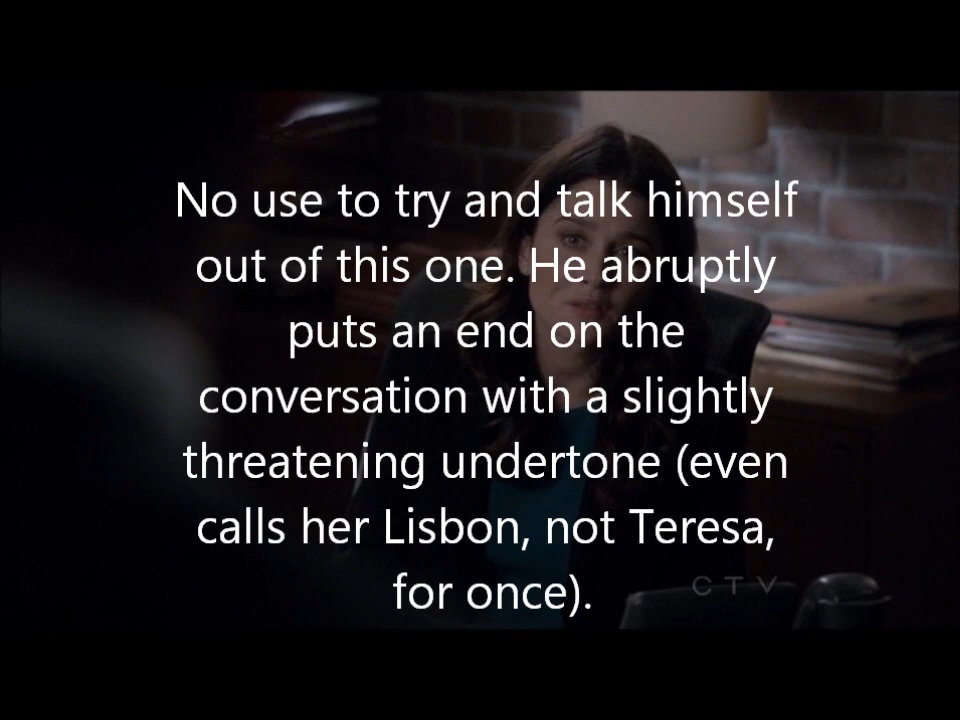 No use to try and talk himself
out of this one. He abruptly
puts an end on the
conversation with a slightly
threatening undertone (even
calls her Lisbon, not Teresa,
for once).
CTV